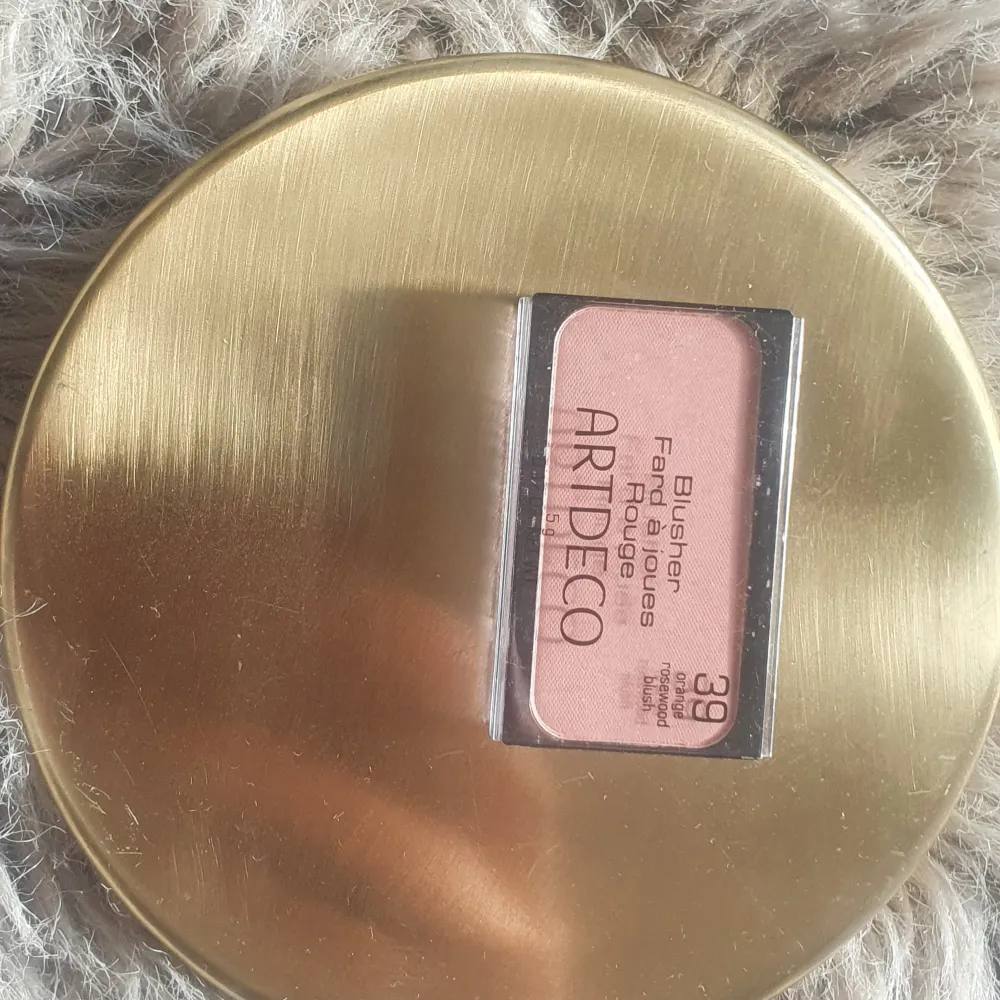 39
orange
rosewood
blush
Blusher
Fard à joues
Rouge
ARTDECO
5 g